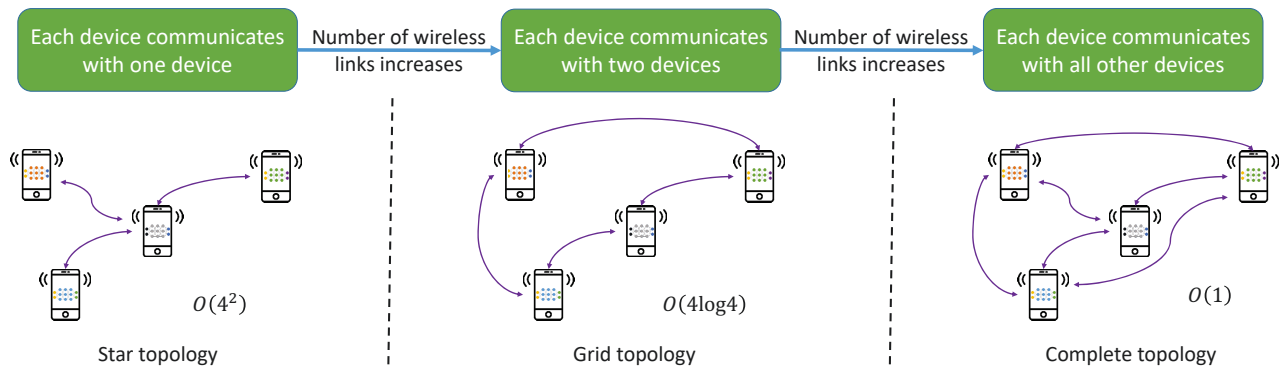 Each device communicates
with one device
Number of wireless
links increases
Each device communicates
with two devices
Number of wireless
links increases
Each device communicates
with all other devices
O(4²)
O(4log4)
O(1)
Star topology
Grid topology
Complete topology